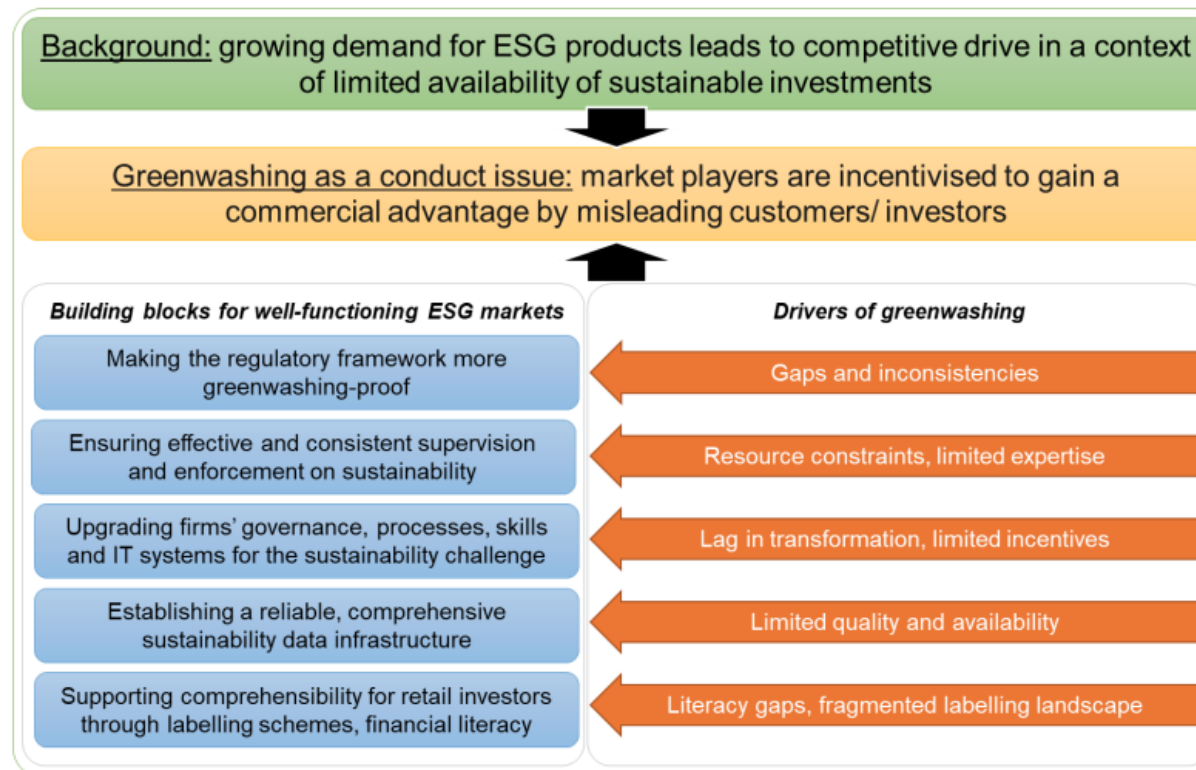 Background: growing demand for ESG products leads to competitive drive in a context
of limited availability of sustainable investments
Greenwashing as a conduct issue: market players are incentivised to gain a
commercial advantage by misleading customers/ investors
Building blocks for well-functioning ESG markets
Drivers of greenwashing
Making the regulatory framework more
greenwashing-proof
Gaps and inconsistencies
Ensuring effective and consistent supervision
and enforcement on sustainability
Resource constraints, limited expertise
Upgrading firms' governance, processes, skills
and IT systems for the sustainability challenge
Lag in transformation, limited incentives
Establishing a reliable, comprehensive
sustainability data infrastructure
Limited quality and availability
Supporting comprehensibility for retail investors
through labelling schemes, financial literacy
Literacy gaps, fragmented labelling landscape